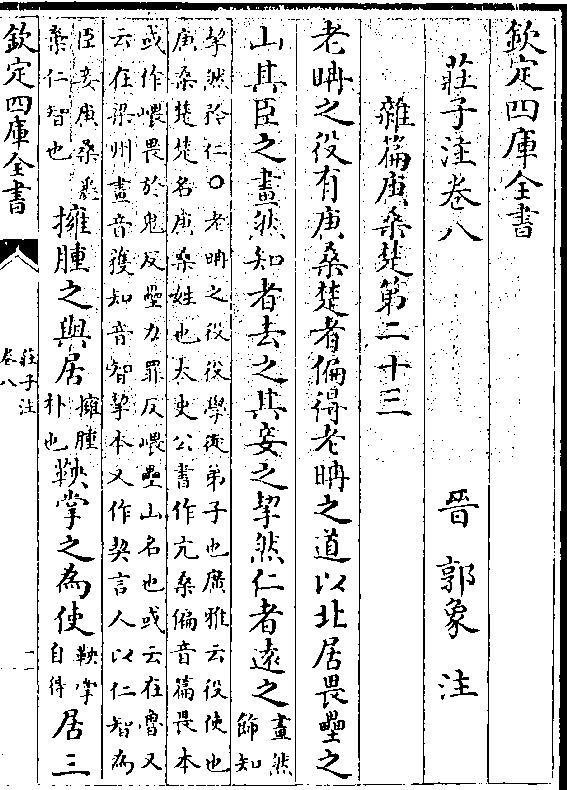 欽定四庫全書
莊子注卷八 晉 郭象 注
雜篇庚桑楚第二十三
老聃之役有庚桑楚者偏得老聃之道以北居畏壘之
山其臣之畫然知者去之其妾之挈然仁者遠之畫然飾知
挈然矜仁○老聃之役役學徒弟子也廣雅云役使也
庚桑楚楚名庚桑姓也太史公書作亢桑偏音篇畏本
或作嵔畏於鬼反壘力罪反嵔壘山名也或云在魯又
云在梁州畫音獲知音智挈本又作契言人以仁智為
臣妾庚桑悉棄仁智也擁腫之與居擁腫朴也鞅掌之為使鞅掌自得居三
欽定四庫全書
莊子注
卷八
一